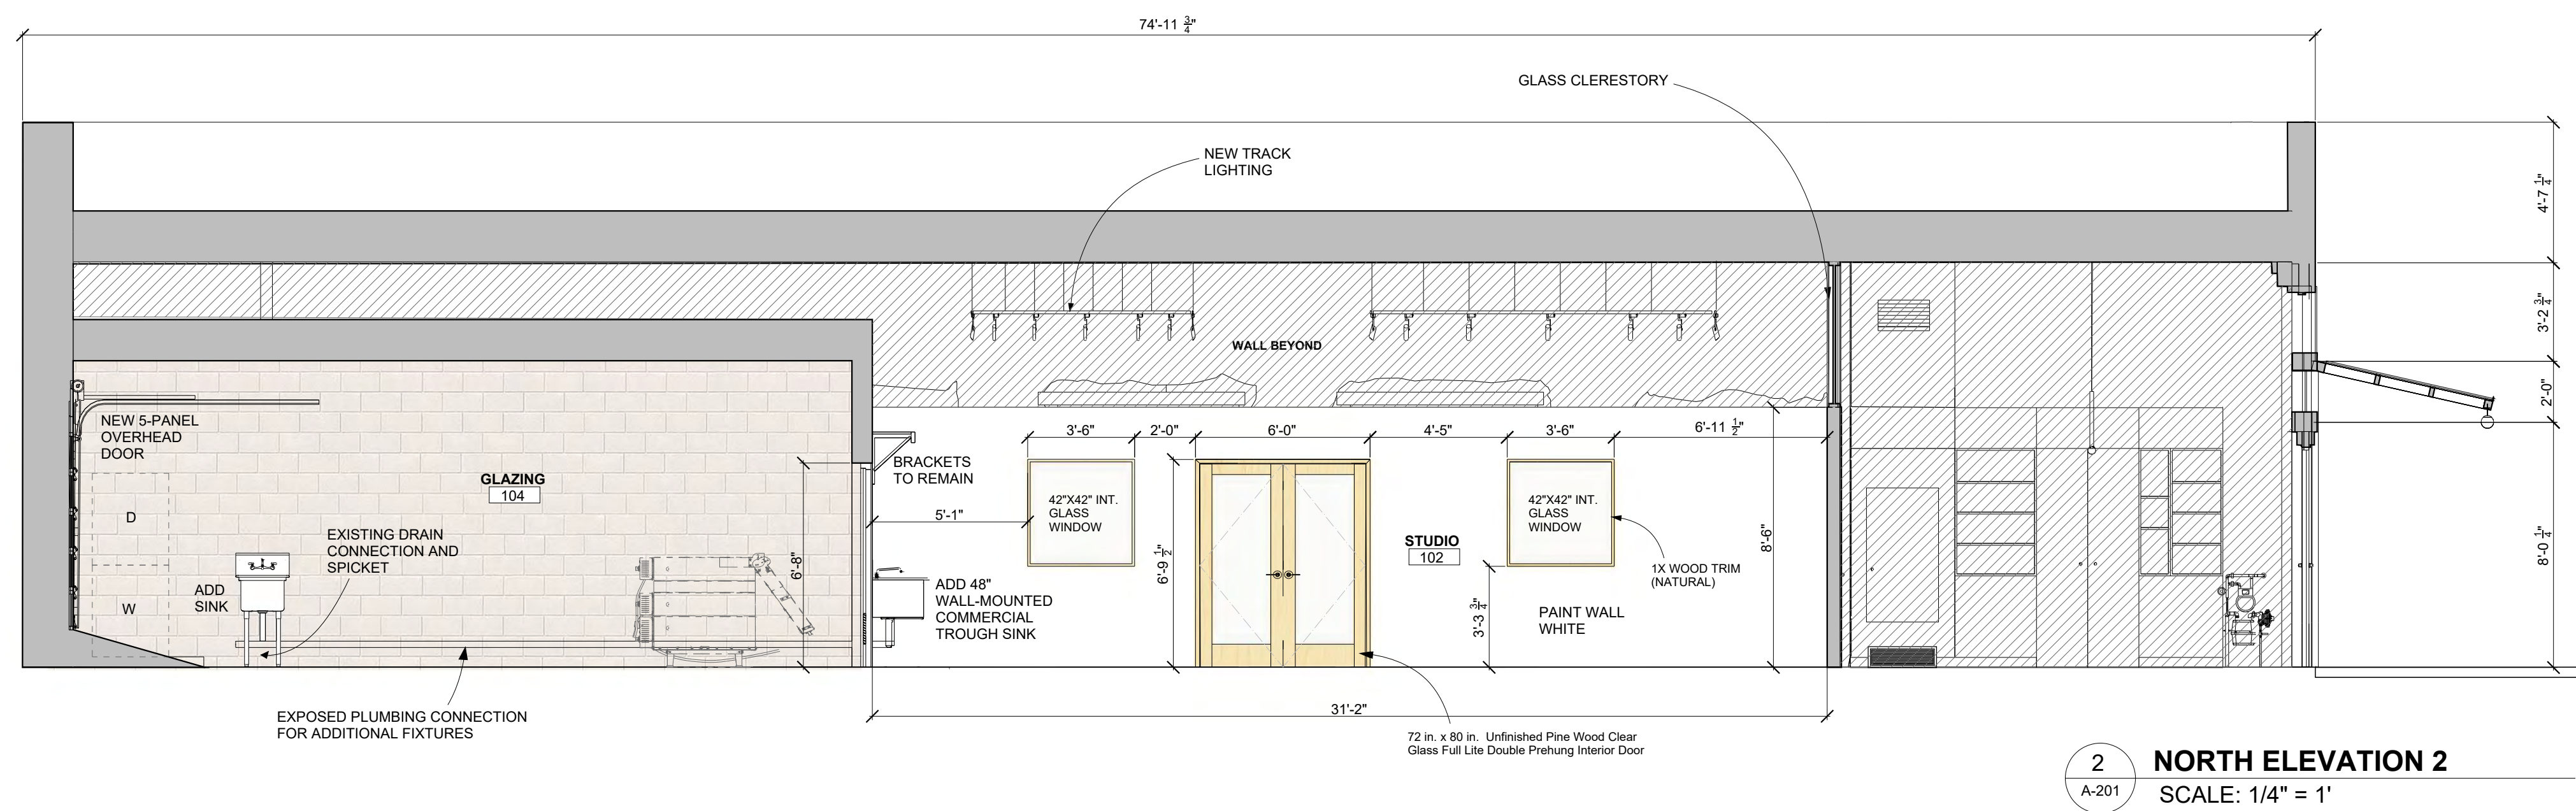 74'-11 3/4"
GLASS CLERESTORY
NEW TRACK
LIGHTING
4'-7 1/4"
3'-2 3/4"
2'-0"
8'-0 1/4"
WALL BEYOND
NEW 5-PANEL
OVERHEAD
DOOR
GLAZING
104
D
W
EXISTING DRAIN
CONNECTION AND
SPICKET
ADD
SINK
6'-8"
BRACKETS
TO REMAIN
5'-1"
ADD 48"
WALL-MOUNTED
COMMERCIAL
TROUGH SINK
3'-6"
2'-0"
6'-0"
4'-5"
3'-6"
6'-11 1/2"
42"X42" INT.
GLASS
WINDOW
6'-9 1/2"
STUDIO
102
42"X42" INT.
GLASS
WINDOW
3'-3 3/4"
8'-6"
1X WOOD TRIM
(NATURAL)
PAINT WALL
WHITE
EXPOSED PLUMBING CONNECTION
FOR ADDITIONAL FIXTURES
31'-2"
72 in. x 80 in. Unfinished Pine Wood Clear
Glass Full Lite Double Prehung Interior Door
2
A-201
NORTH ELEVATION 2
SCALE: 1/4" = 1'